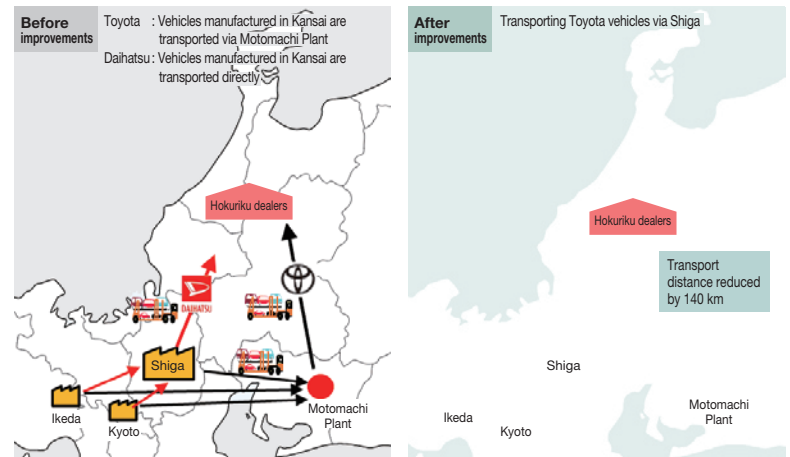 Before
improvements
Toyota : Vehicles manufactured in Kansai are
transported via Motomachi Plant
Daihatsu : Vehicles manufactured in Kansai are
transported directly
Hokuriku dealers
DAIHATSU
Shiga
Ikeda
Kyoto
Motomachi
Plant
After
improvements
Transporting Toyota vehicles via Shiga
Hokuriku dealers
Transport
distance reduced
by 140 km
Shiga
Ikeda
Kyoto
Motomachi
Plant